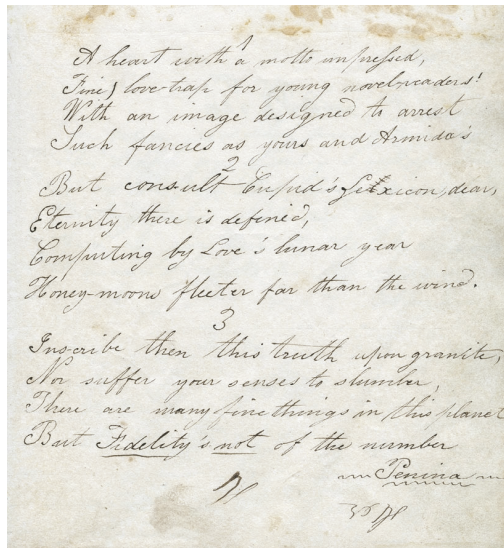 1
A heart with a motto impressed,
Fine) love-trap for young novel-readers!
With an image designed to arrest
Such fancies as yours and Armida's
2
But consult Cupid's Lexicon, dear,
Eternity there is defined,
Computing by Love's lunar year
Honey-moons fleeter far than the wind.
3
Inscribe then this truth upon granite,
Nor suffer your senses to slumber,
There are many fine things in this planet
But Fidelity's not of the number
Penina